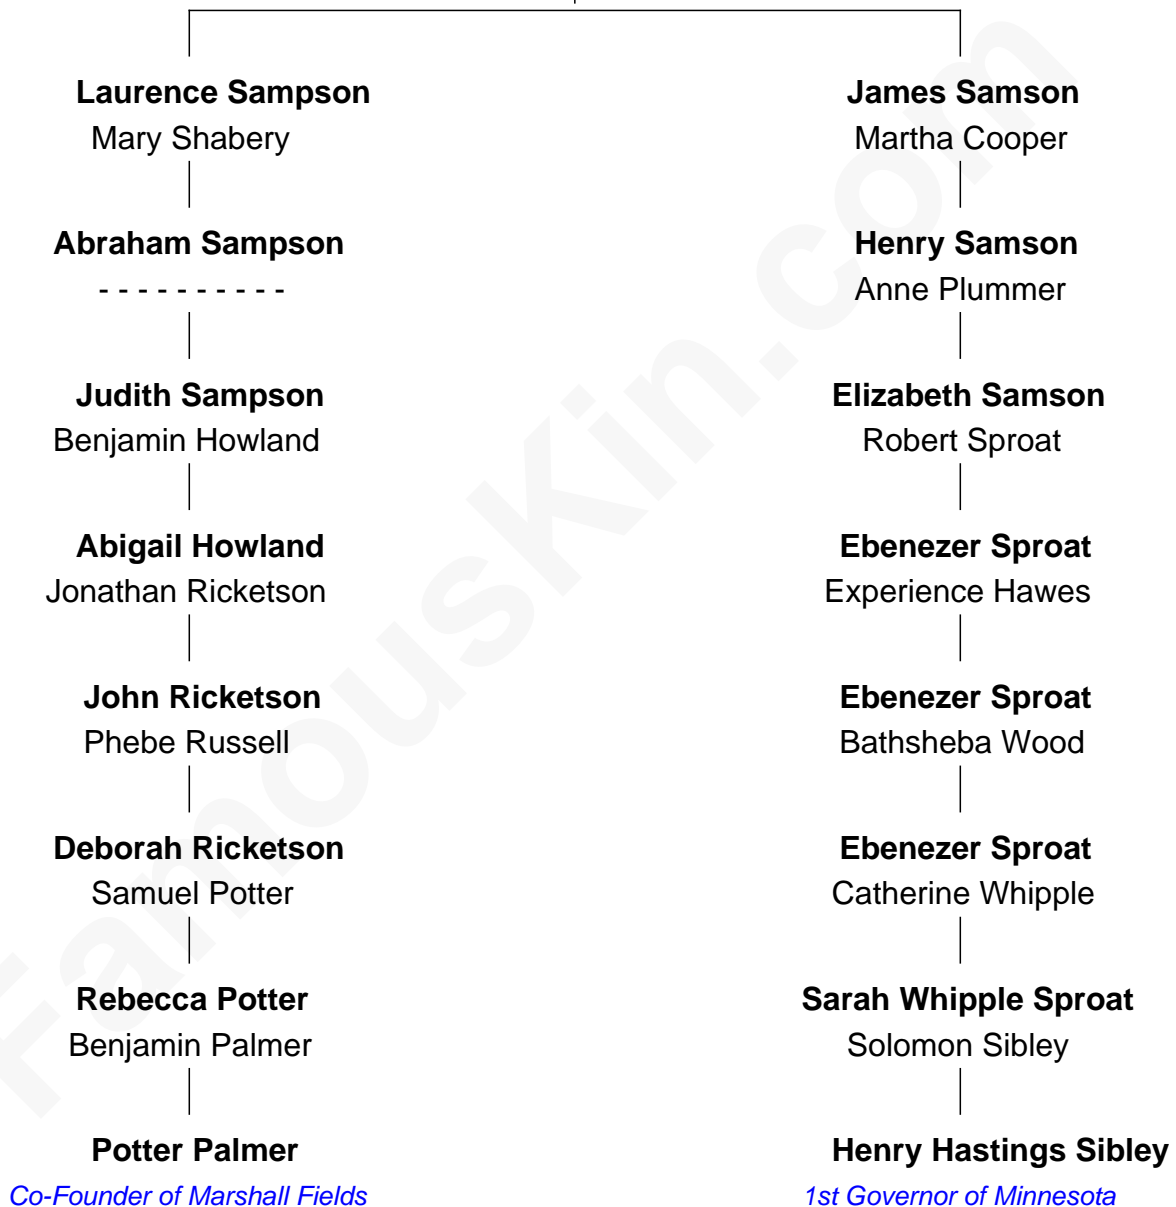 Laurence Sampson
Mary Shabery
James Samson
Martha Cooper
Abraham Sampson
- - - - - - - - - -
Henry Samson
Anne Plummer
Judith Sampson
Benjamin Howland
Elizabeth Samson
Robert Sproat
Abigail Howland
Jonathan Ricketson
Ebenezer Sproat
Experience Hawes
John Ricketson
Phebe Russell
Ebenezer Sproat
Bathsheba Wood
Deborah Ricketson
Samuel Potter
Ebenezer Sproat
Catherine Whipple
Rebecca Potter
Benjamin Palmer
Sarah Whipple Sproat
Solomon Sibley
Potter Palmer
Co-Founder of Marshall Fields
Henry Hastings Sibley
1st Governor of Minnesota
FamousKin.com